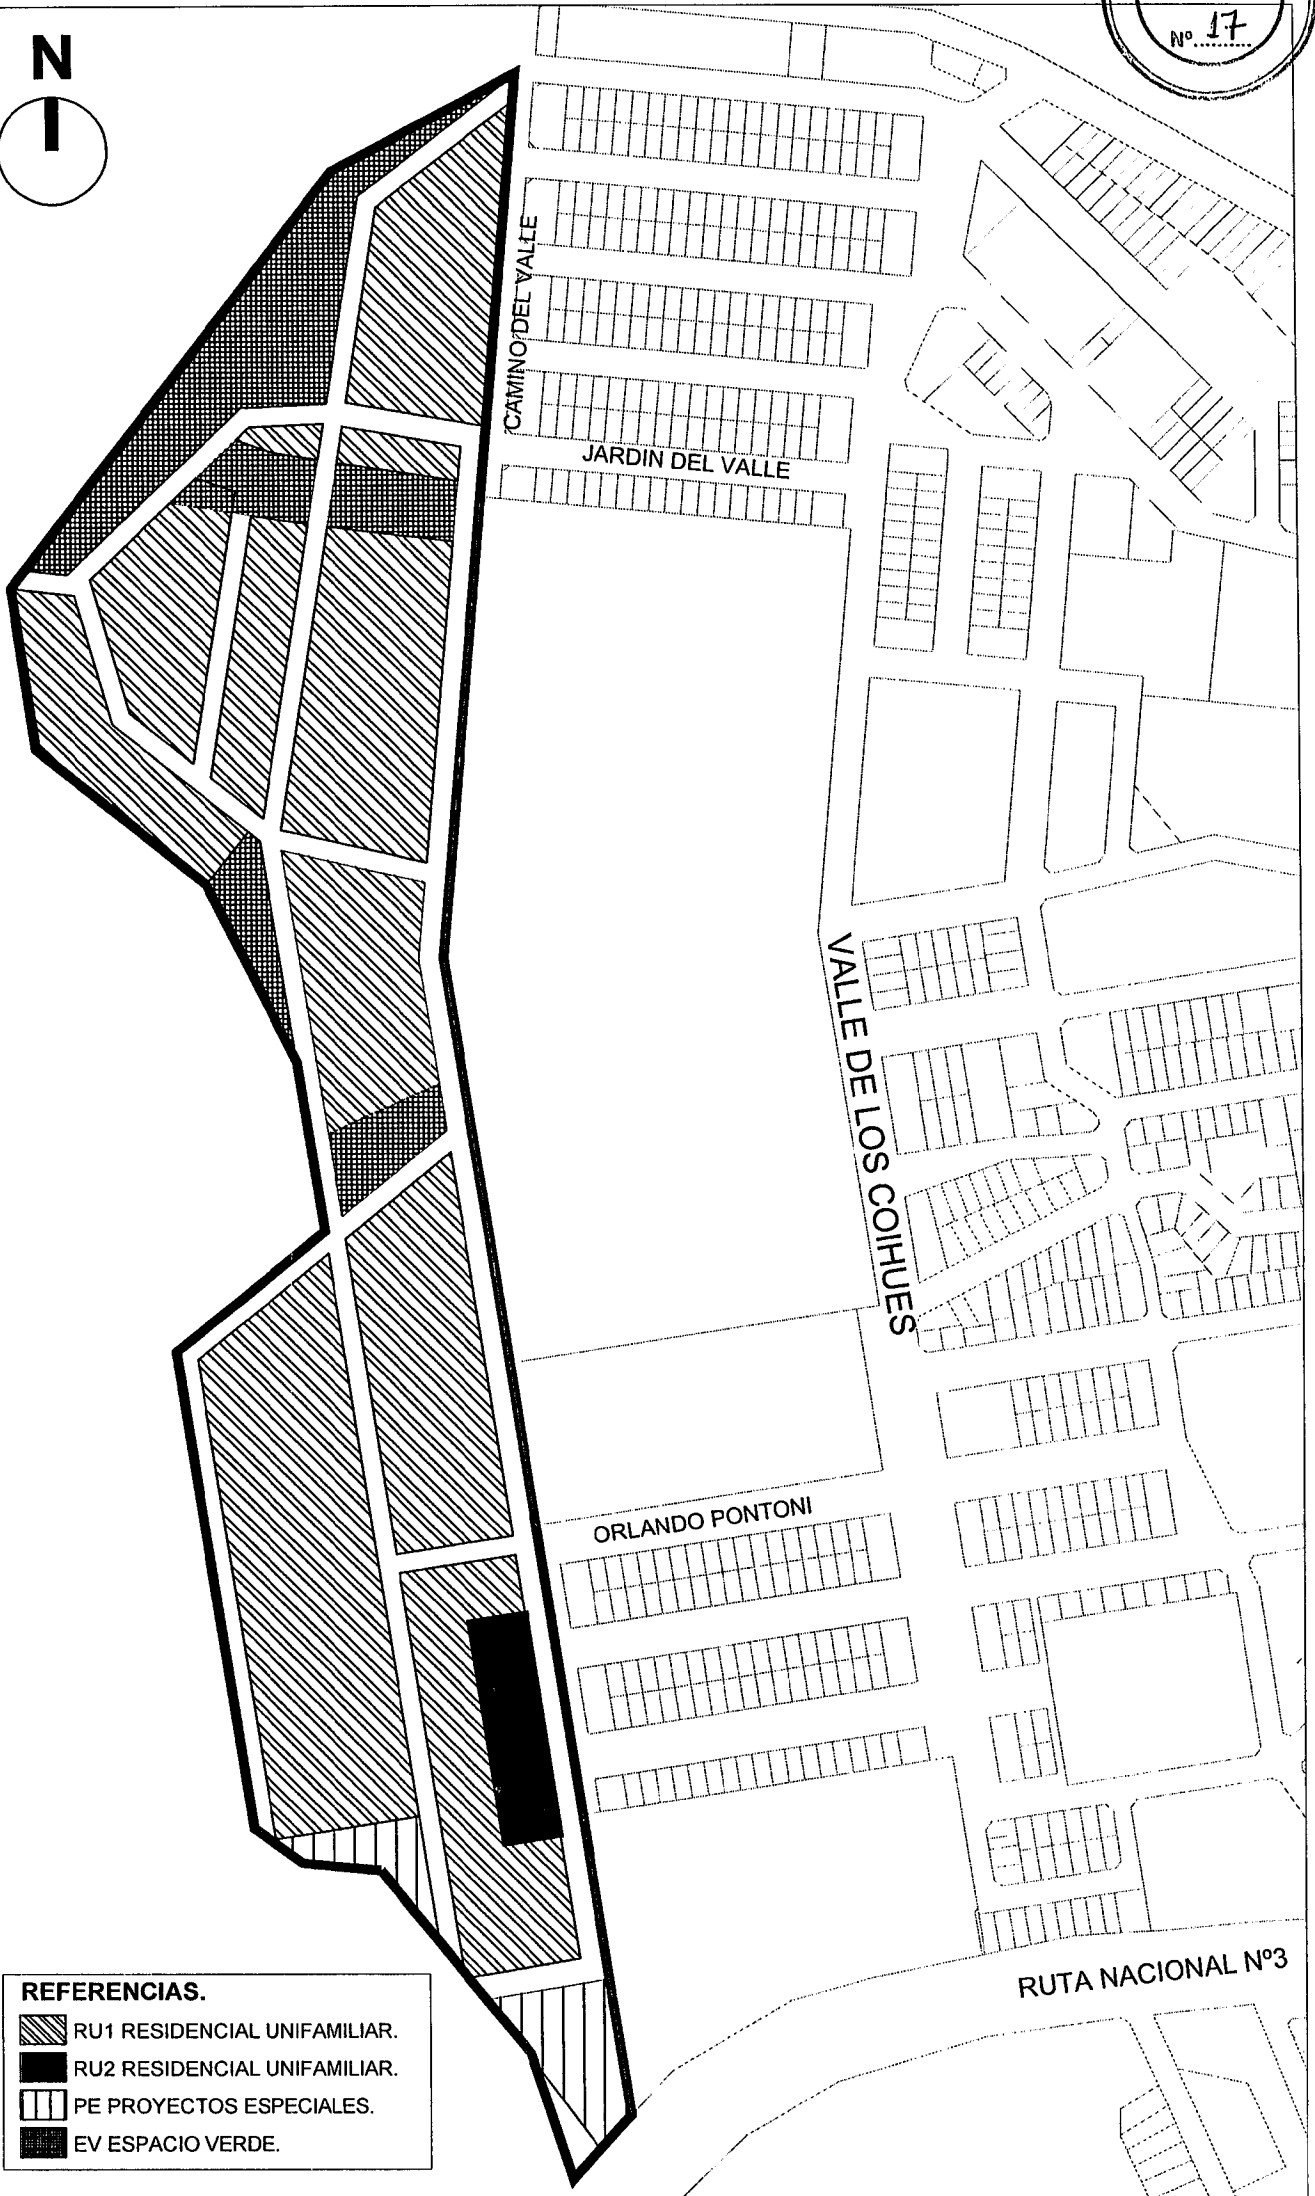 Nº 17
N
CAMINO DEL VALLE
JARDIN DEL VALLE
VALLE DE LOS COIHUES
ORLANDO PONTONI
RUTA NACIONAL Nº3
REFERENCIAS.
RU1 RESIDENCIAL UNIFAMILIAR.
RU2 RESIDENCIAL UNIFAMILIAR.
PE PROYECTOS ESPECIALES.
EV ESPACIO VERDE.